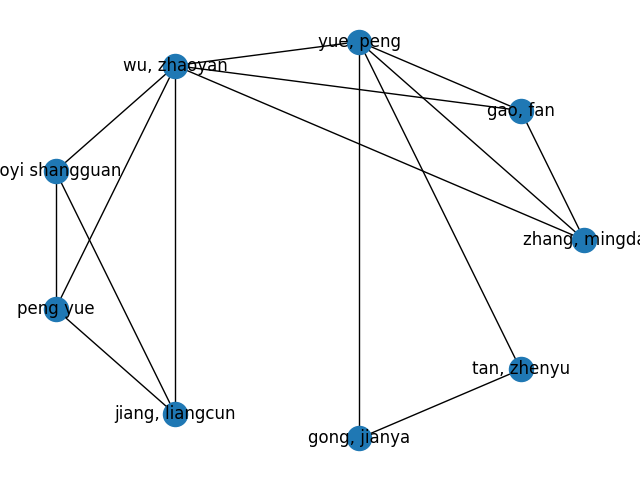 yue, peng
wu, zhaoyan
gao, fan
oyi shangguan
zhang, mingda
peng yue
tan, zhenyu
jiang, liangcun
gong, jianya